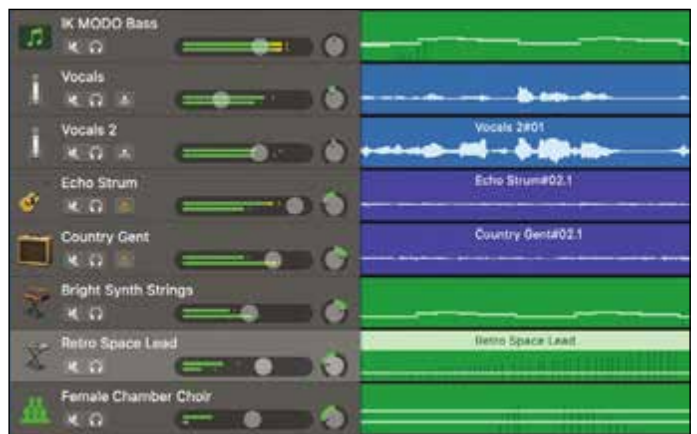 IK MODO Bass
Vocals
Vocals 2
Vocals 2#01
Echo Strum
Echo Strum#02.1
Country Gent
Country Gent#02.1
Bright Synth Strings
Retro Space Lead
Retro Space Lead
Female Chamber Choir